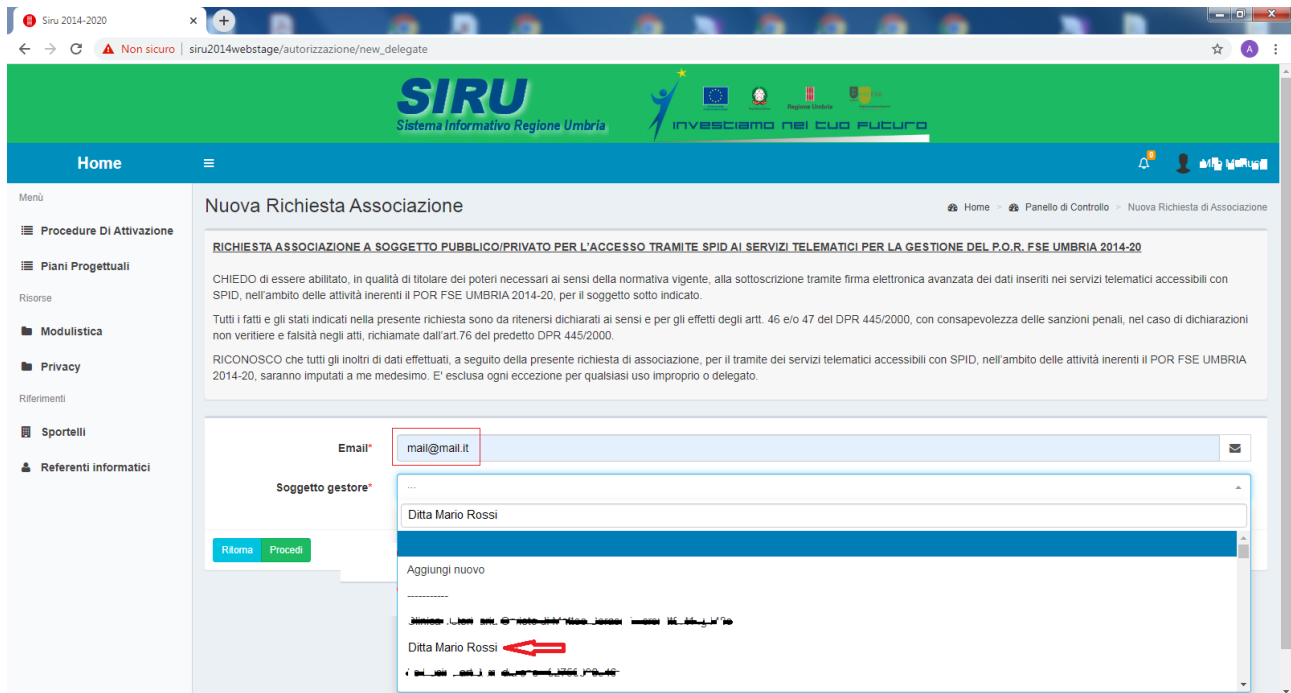 Siru 2014-2020
Non sicuro | siru2014webstage/autorizzazione/new_delegate
A
SIRU
Sistema Informativo Regione Umbria
Regione Umbria
investiamo nel tuo futuro
Home
0
Menù
Procedure Di Attivazione
Piani Progettuali
Risorse
Modulistica
Privacy
Riferimenti
Sportelli
Referenti informatici
Nuova Richiesta Associazione
Home > Panello di Controllo > Nuova Richiesta di Associazione
RICHIESTA ASSOCIAZIONE A SOGGETTO PUBBLICO/PRIVATO PER L'ACCESSO TRAMITE SPID AI SERVIZI TELEMATICI PER LA GESTIONE DEL P.O.R. FSE UMBRIA 2014-20
CHIEDO di essere abilitato, in qualità di titolare dei poteri necessari ai sensi della normativa vigente, alla sottoscrizione tramite firma elettronica avanzata dei dati inseriti nei servizi telematici accessibili con
SPID, nell'ambito delle attività inerenti il POR FSE UMBRIA 2014-20, per il soggetto sotto indicato.
Tutti i fatti e gli stati indicati nella presente richiesta sono da ritenersi dichiarati ai sensi e per gli effetti degli artt. 46 e/o 47 del DPR 445/2000, con consapevolezza delle sanzioni penali, nel caso di dichiarazioni
non veritiere e falsità negli atti, richiamate dall'art.76 del predetto DPR 445/2000.
RICONOSCO che tutti gli inoltri di dati effettuati, a seguito della presente richiesta di associazione, per il tramite dei servizi telematici accessibili con SPID, nell'ambito delle attività inerenti il POR FSE UMBRIA
2014-20, saranno imputati a me medesimo. E' esclusa ogni eccezione per qualsiasi uso improprio o delegato.
Email* mail@mail.it
Soggetto gestore* ...
Ditta Mario Rossi
Ritorna Procedi
Aggiungi nuovo
-----------
Ditta Mario Rossi